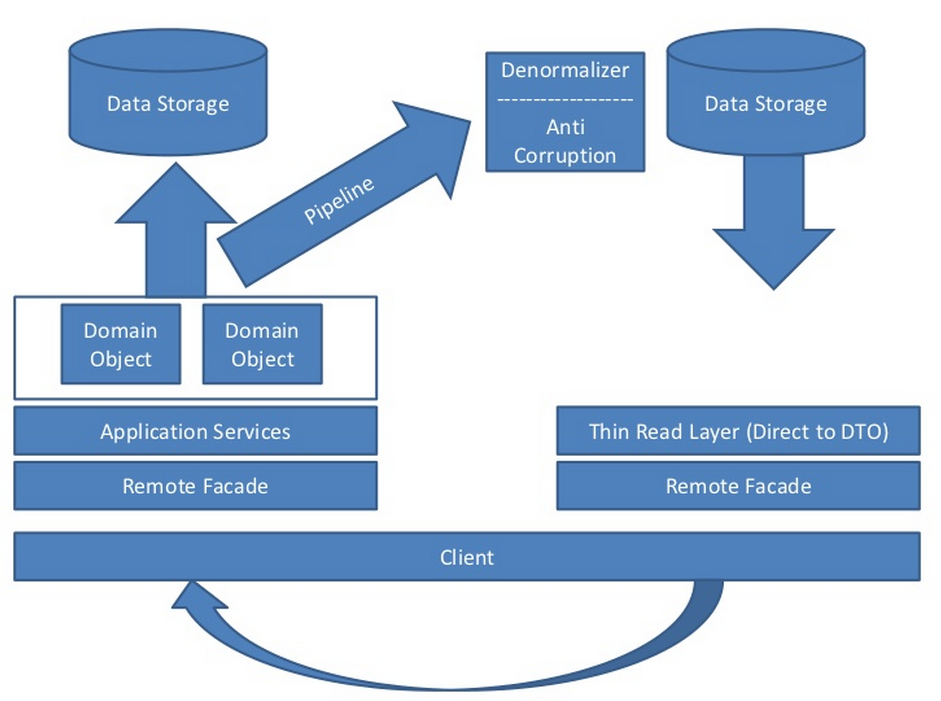 Data Storage
Denormalizer
--------------------
Anti
Corruption
Data Storage
Pipeline
Domain
Object
Domain
Object
Application Services
Remote Facade
Thin Read Layer (Direct to DTO)
Remote Facade
Client